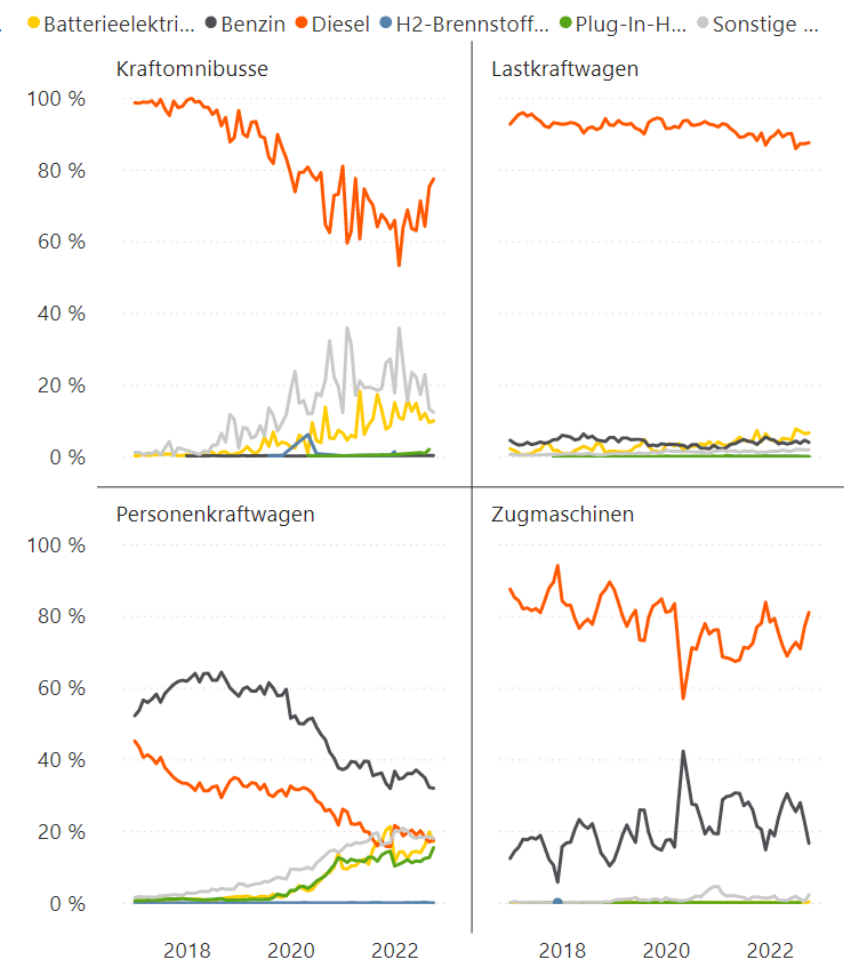 . Batterieelektri... Benzin Diesel H2-Brennstoff... Plug-In-H... Sonstige ...
Kraftomnibusse
Lastkraftwagen
100 %
80 %
60 %
40 %
20 %
0 %
Personenkraftwagen
Zugmaschinen
100 %
80 %
60 %
40 %
20 %
0 %
2018 2020 2022
2018 2020 2022